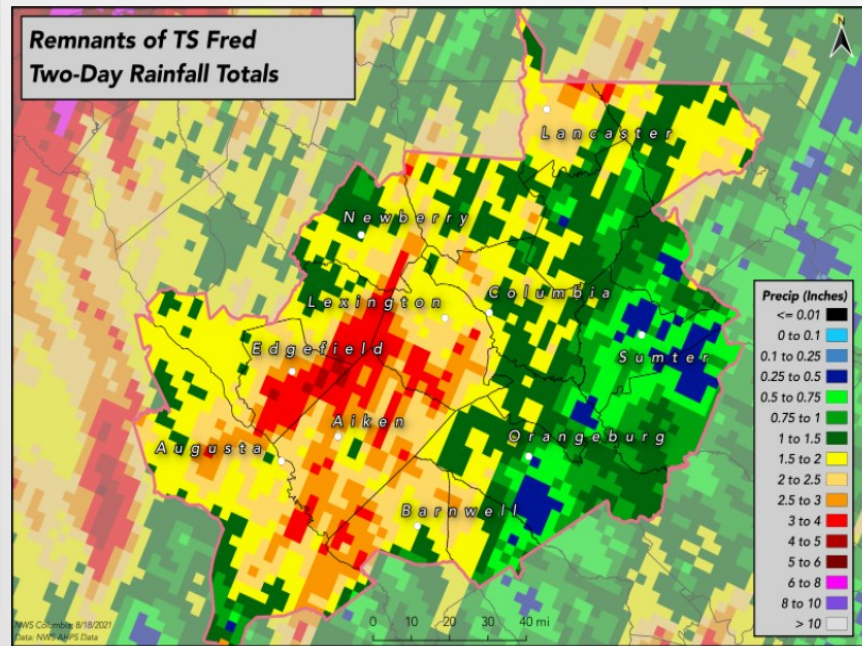 Remnants of TS Fred
Two-Day Rainfall Totals
N
Lancaster
Newberry
Lexington
Columbia
Edgefield
Sumter
Aiken
Augusta
Orangeburg
Barnwell
Precip (Inches)
<= 0.01
0 to 0.1
0.1 to 0.25
0.25 to 0.5
0.5 to 0.75
0.75 to 1
1 to 1.5
1.5 to 2
2 to 2.5
2.5 to 3
3 to 4
4 to 5
5 to 6
6 to 8
8 to 10
> 10
NWS Columbia 8/18/2021
Data: NWS AHPS Data
0 5 10 20 30 40 mi